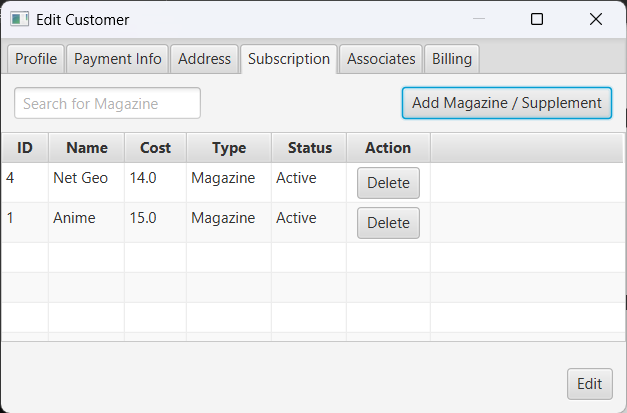 Edit Customer
Profile Payment Info Address Subscription Associates Billing
Search for Magazine Add Magazine / Supplement
ID Name Cost Type Status Action
4 Net Geo 14.0 Magazine Active Delete
1 Anime 15.0 Magazine Active Delete
Edit